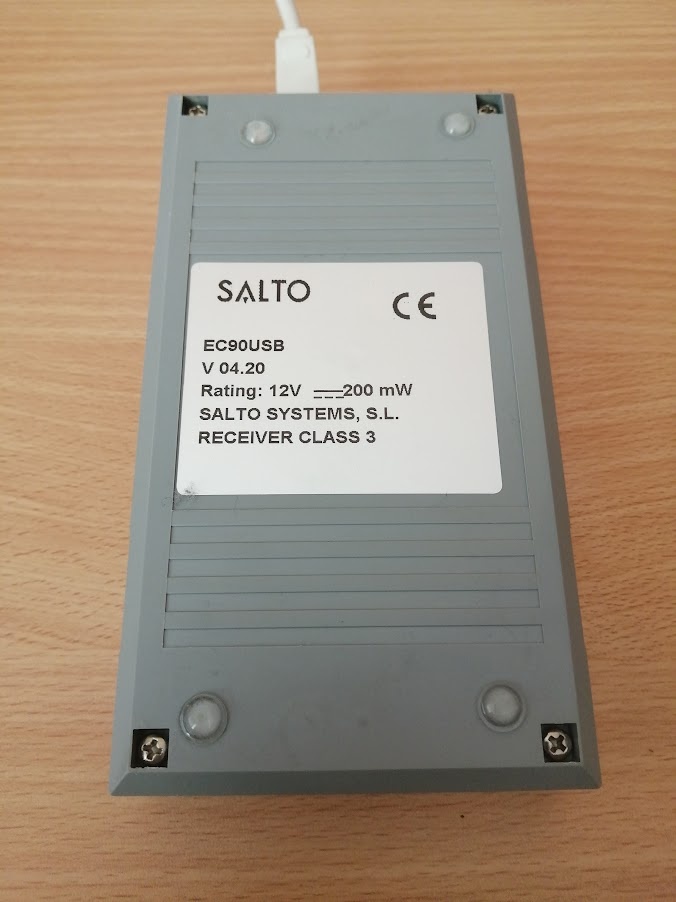 SALTO
CE
EC90USB
V 04.20
Rating: 12V ⎓ 200 mW
SALTO SYSTEMS, S.L.
RECEIVER CLASS 3